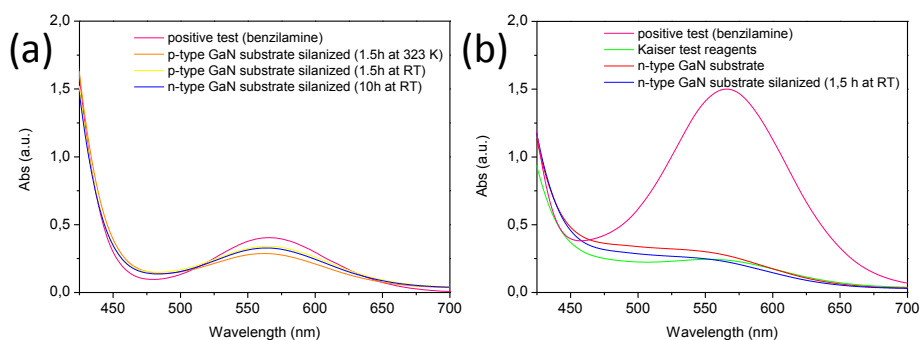 (a)
2,0
1,5
1,0
0,5
0,0
Abs (a.u.)
positive test (benzilamine)
p-type GaN substrate silanized (1.5h at 323 K)
p-type GaN substrate silanized (1.5h at RT)
n-type GaN substrate silanized (10h at RT)
450 500 550 600 650 700
Wavelength (nm)
(b)
2,0
1,5
1,0
0,5
0,0
Abs (a.u.)
positive test (benzilamine)
Kaiser test reagents
n-type GaN substrate
n-type GaN substrate silanized (1,5 h at RT)
450 500 550 600 650 700
Wavelength (nm)